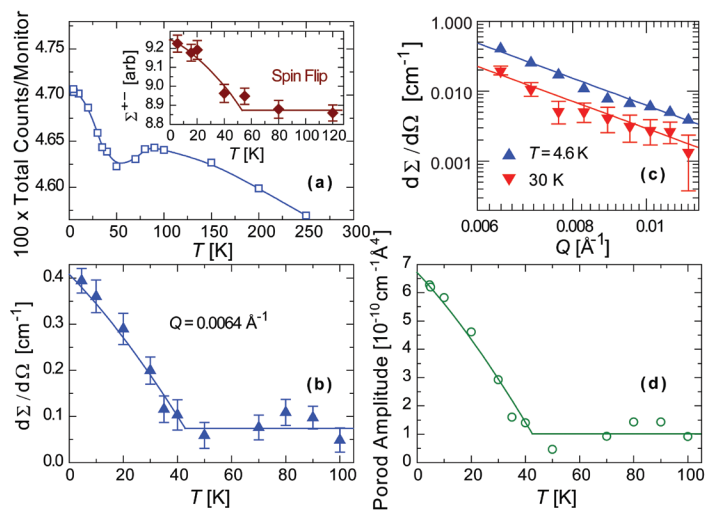 100 x Total Counts/Monitor
4.75
4.70
4.65
4.60
0 50 100 150 200 250 300
T [K]
(a)
Σ⁺⁻ [arb]
9.2
9.1
9.0
8.9
8.8
0 20 40 60 80 100 120
T [K]
Spin Flip
dΣ/dΩ [cm⁻¹]
1.000
0.100
0.010
0.001
0.006 0.008 0.01
Q [Å⁻¹]
T = 4.6 K
30 K
(c)
dΣ/dΩ [cm⁻¹]
0.4
0.3
0.2
0.1
0.0
0 20 40 60 80 100
T [K]
Q = 0.0064 Å⁻¹
(b)
Porod Amplitude [10⁻¹⁰cm⁻¹Å⁴]
7
6
5
4
3
2
1
0
0 20 40 60 80 100
T [K]
(d)